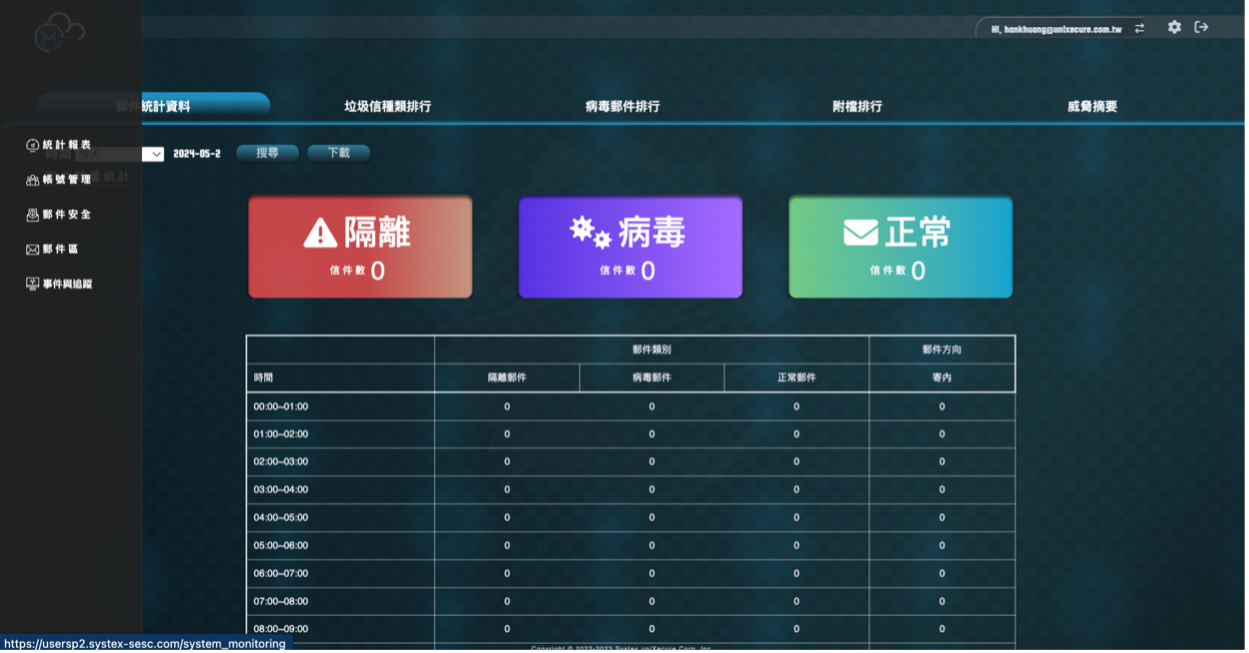 Hi, hankhuang@unixecure.com.tw
郵件統計資料 垃圾信種類排行 病毒郵件排行 附檔排行 威脅摘要
統計報表
時間 今天 2024-05-2 搜尋 下載
帳號管理
統計
郵件安全
郵件區
事件與追蹤
隔離 病毒 正常
信件數 0 信件數 0 信件數 0
郵件類別 郵件方向
時間 隔離郵件 病毒郵件 正常郵件 寄內
00:00~01:00 0 0 0 0
01:00~02:00 0 0 0 0
02:00~03:00 0 0 0 0
03:00~04:00 0 0 0 0
04:00~05:00 0 0 0 0
05:00~06:00 0 0 0 0
06:00~07:00 0 0 0 0
07:00~08:00 0 0 0 0
08:00~09:00 0 0 0 0
https://usersp2.systex-sesc.com/system_monitoring
Copyright © 2022-2023 Systex uniXecure Corp. Inc.